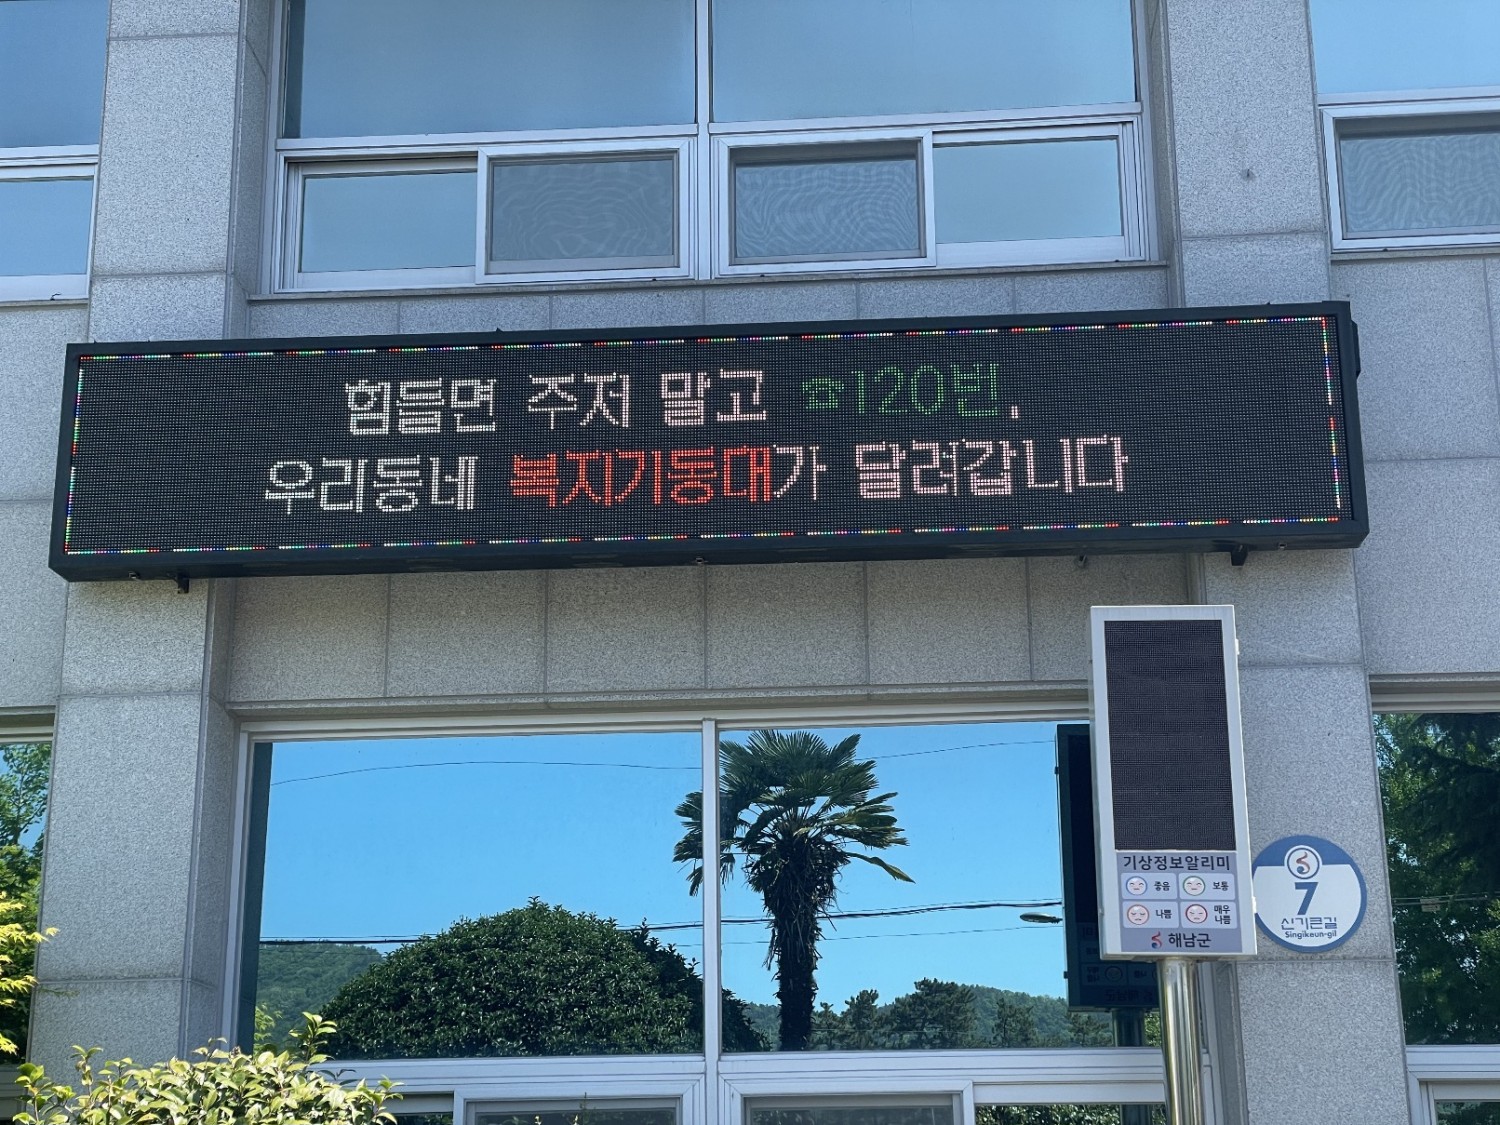 힘들면 주저 말고 ☎120번.
우리동네 복지기동대가 달려갑니다
기상정보알리미
좋음 보통
나쁨 매우 나쁨
해남군
7
신기큰길
Singikeun-gil